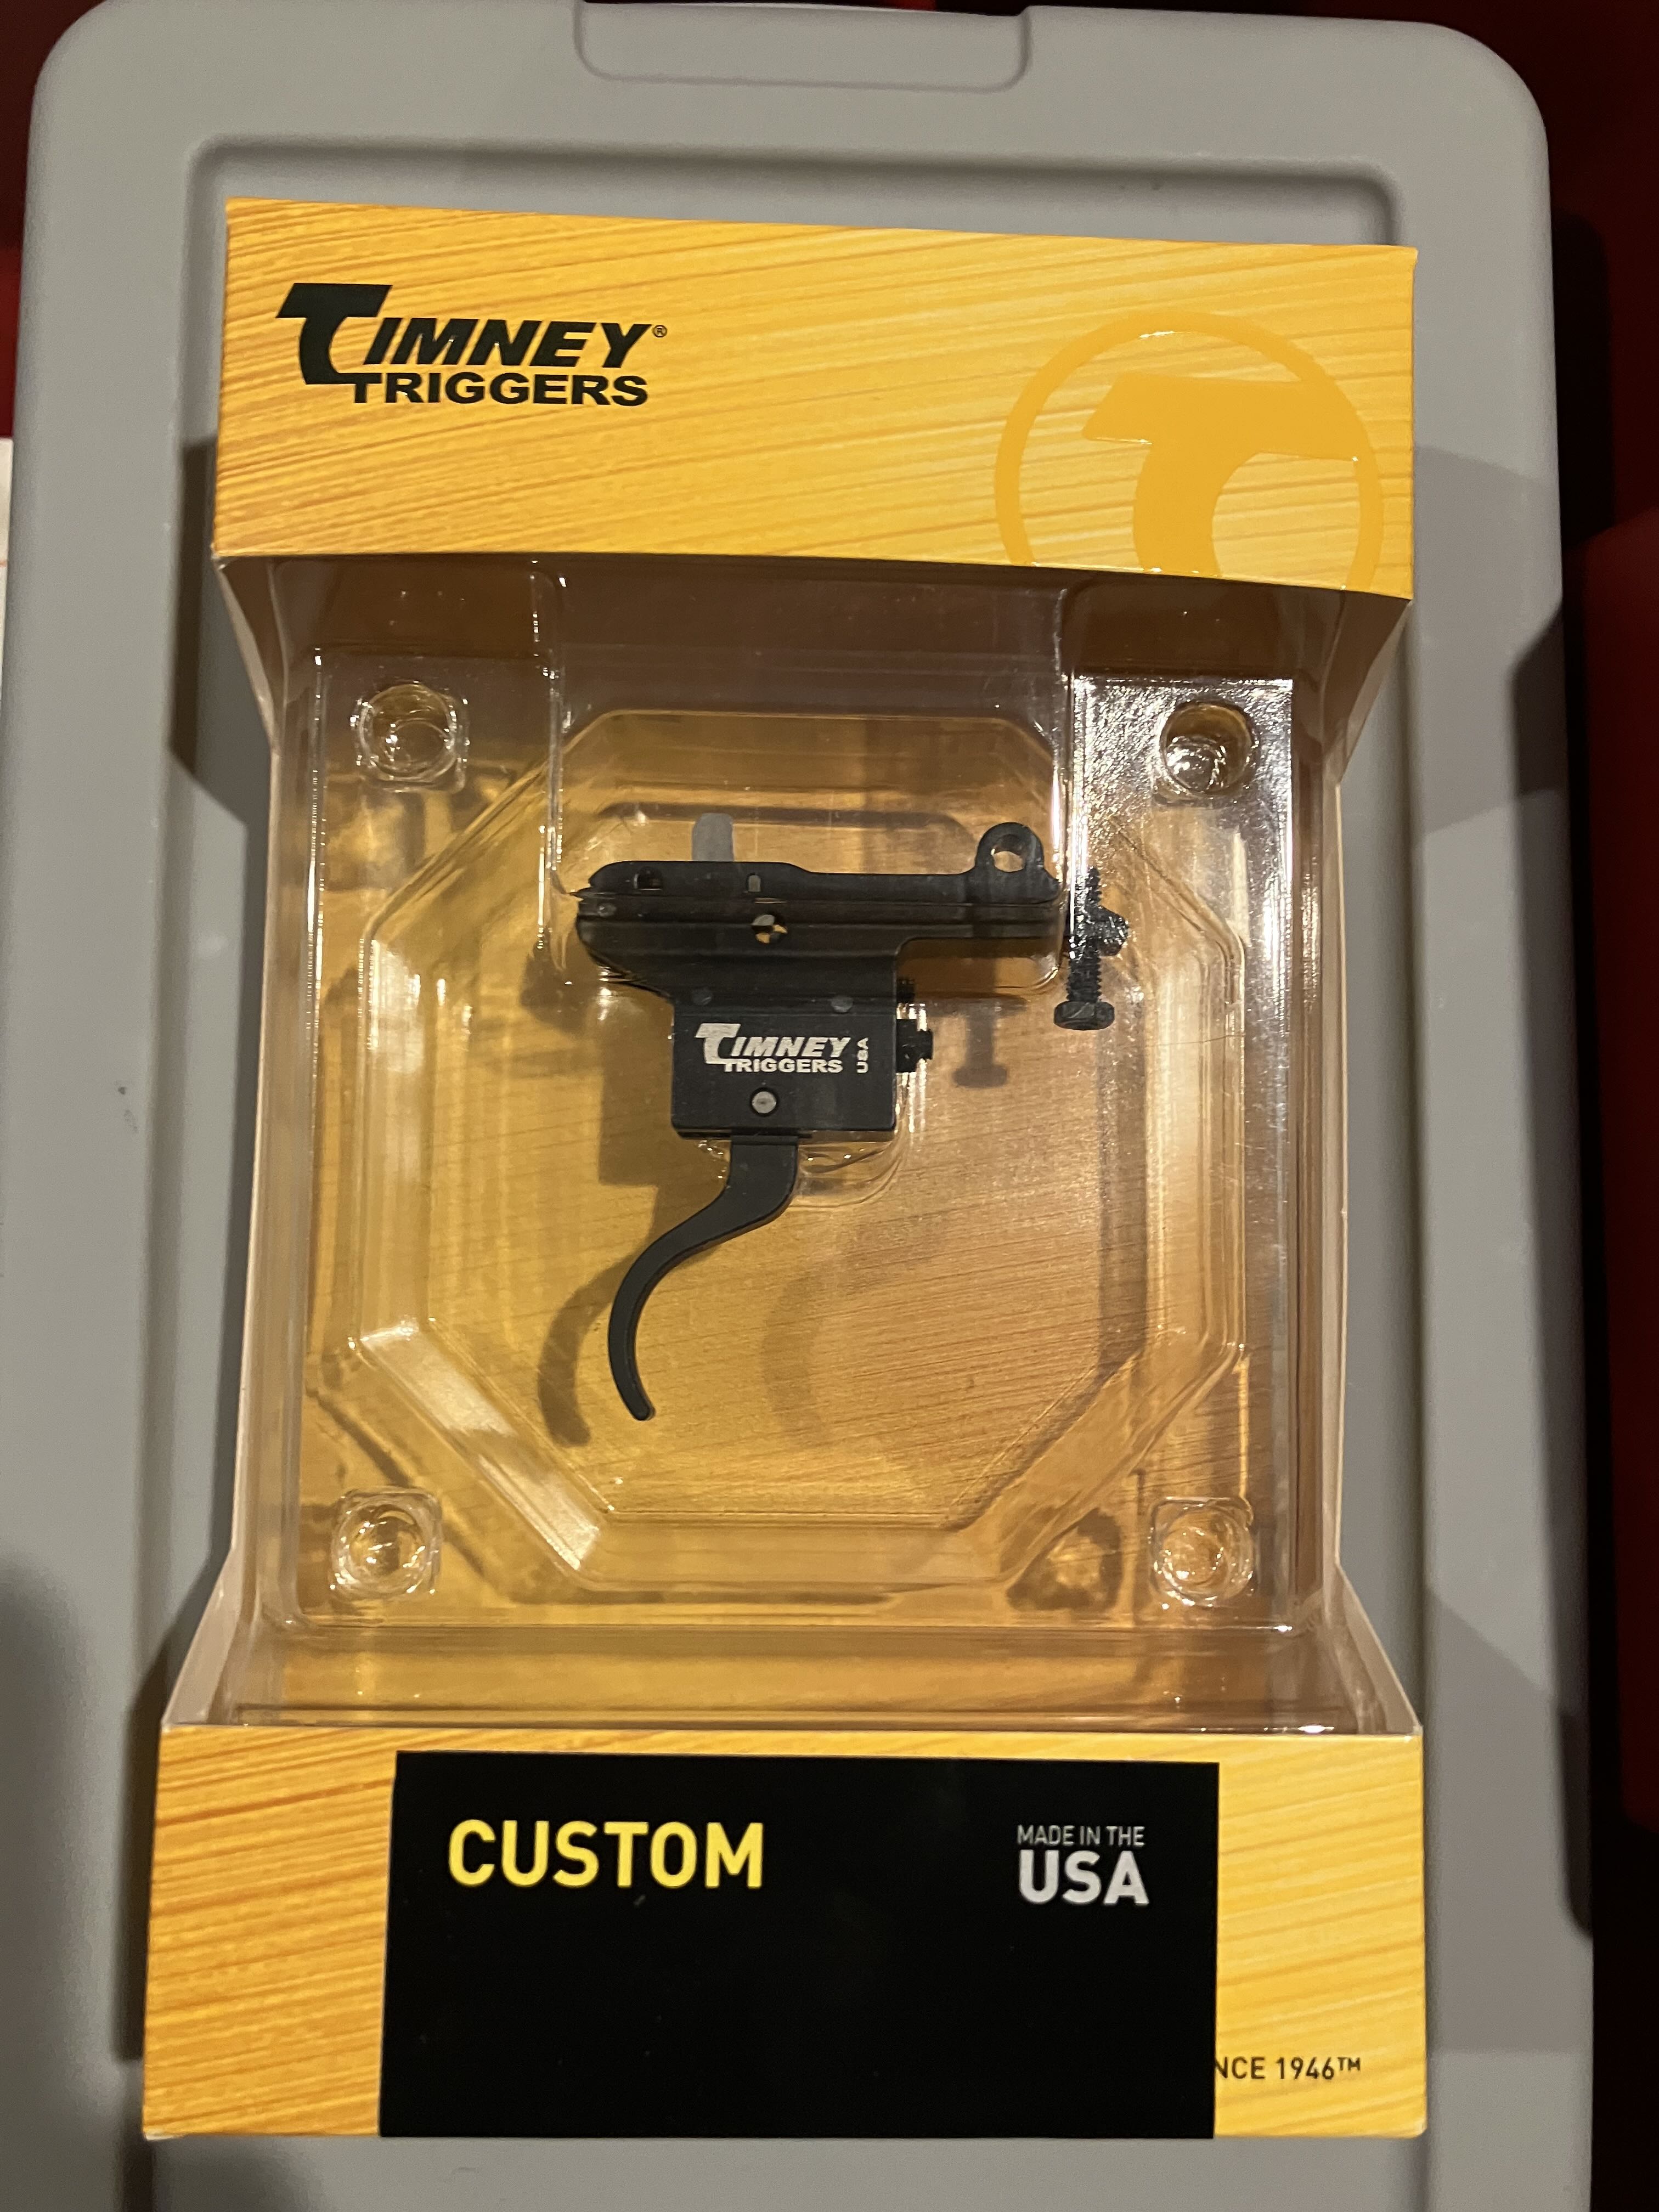 TIMNEY®
TRIGGERS
TIMNEY
TRIGGERS USA
CUSTOM
MADE IN THE
USA
NCE 1946™